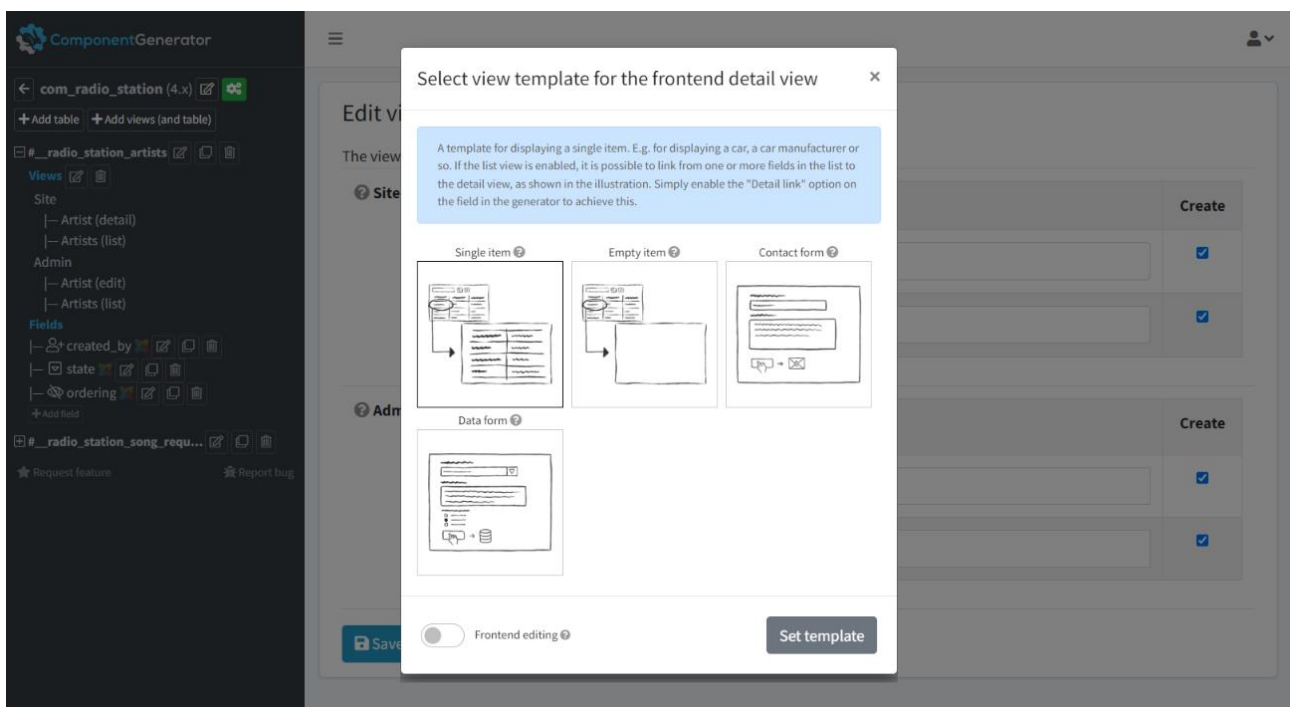 ComponentGenerator
com_radio_station (4.x)
Add table Add views (and table)
#__radio_station_artists
Views
Site
Artist (detail)
Artists (list)
Admin
Artist (edit)
Artists (list)
Fields
created_by
state
ordering
Add field
#__radio_station_song_requ...
Request feature Report bug
Edit vi
The view
Site
Create
Adm
Create
Save
Select view template for the frontend detail view ×
A template for displaying a single item. E.g. for displaying a car, a car manufacturer or
so. If the list view is enabled, it is possible to link from one or more fields in the list to
the detail view, as shown in the illustration. Simply enable the "Detail link" option on
the field in the generator to achieve this.
Single item Empty item Contact form
Data form
Frontend editing Set template